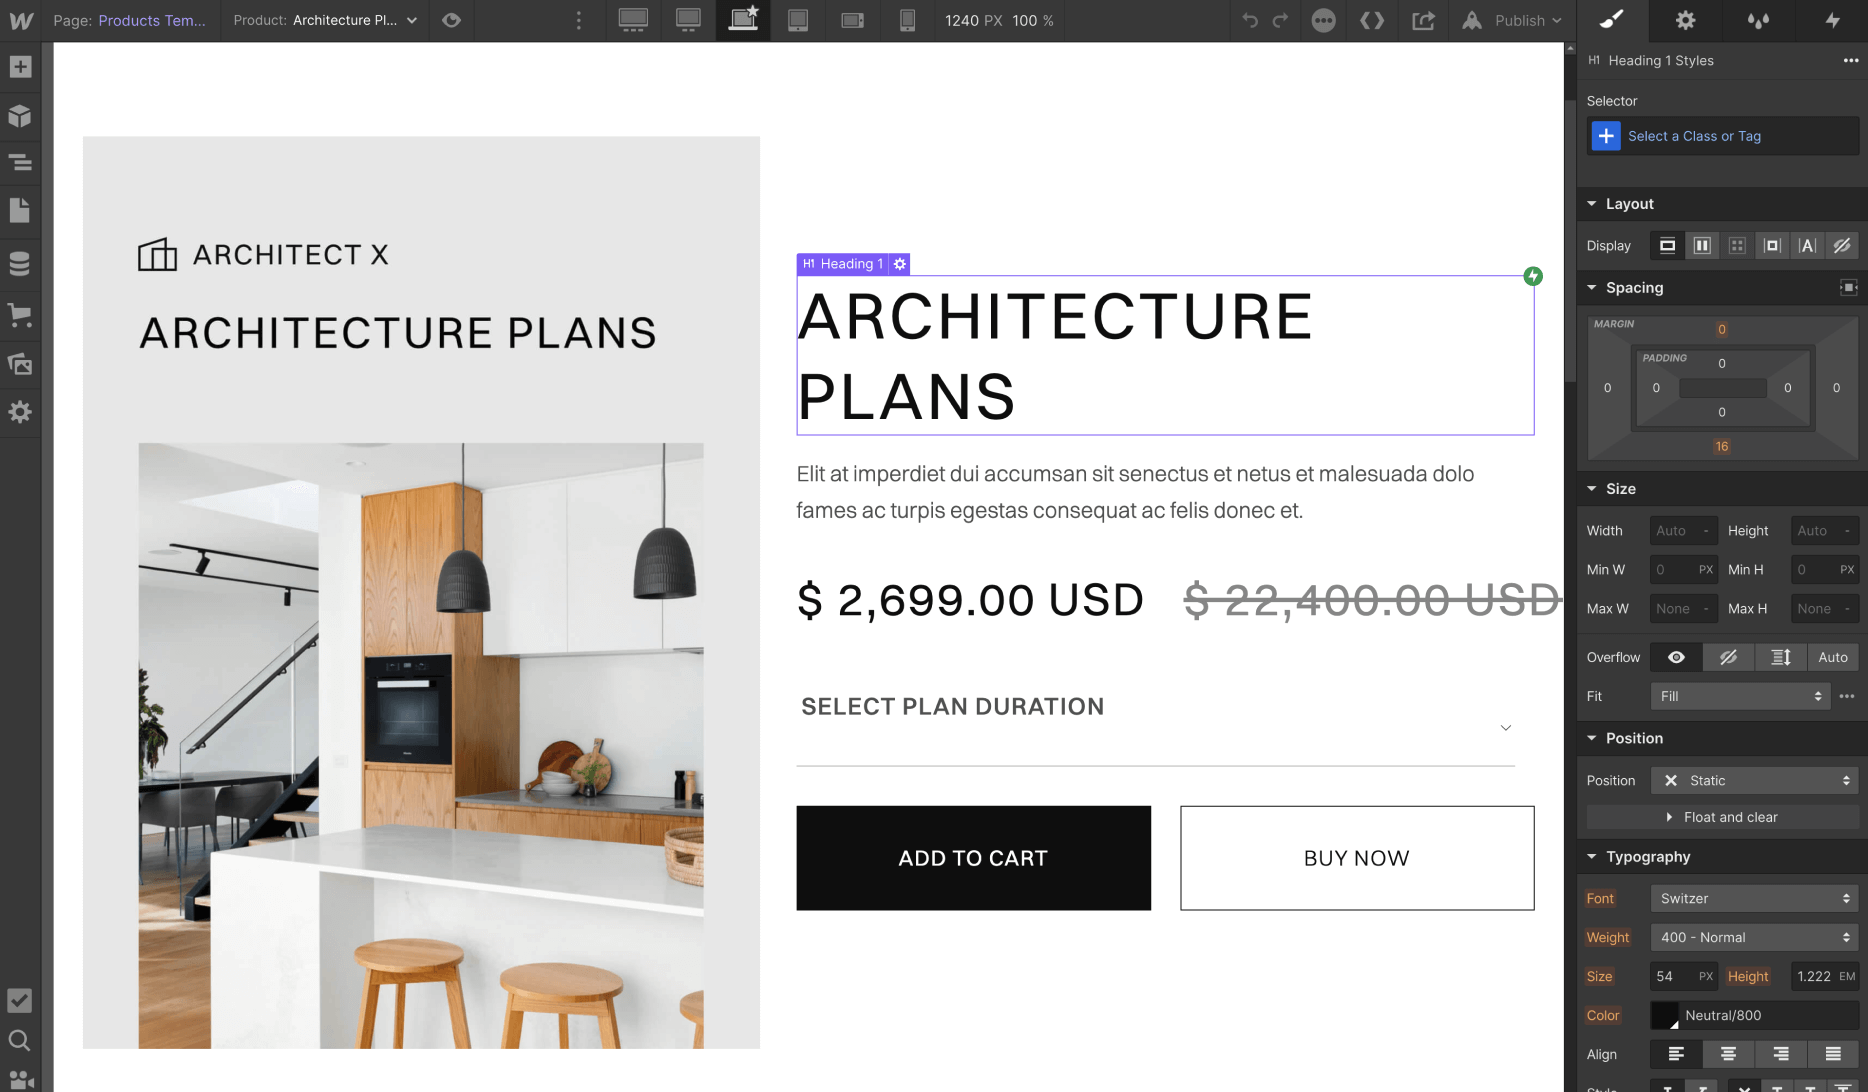 Page: Products Tem...
Product: Architecture Pl...
1240 PX 100 %
Publish
H1 Heading 1 Styles
Selector
Select a Class or Tag
Layout
Display
Spacing
MARGIN
0
PADDING
0
0
0
0
0
0
16
Size
Width Auto - Height Auto -
Min W 0 PX Min H 0 PX
Max W None - Max H None -
Overflow Auto
Fit Fill
Position
Position Static
Float and clear
Typography
Font Switzer
Weight 400 - Normal
Size 54 PX Height 1.222 EM
Color Neutral/800
Align
ARCHITECT X
ARCHITECTURE PLANS
H1 Heading 1
ARCHITECTURE
PLANS
Elit at imperdiet dui accumsan sit senectus et netus et malesuada dolo
fames ac turpis egestas consequat ac felis donec et.
$ 2,699.00 USD $ 22,400.00 USD
SELECT PLAN DURATION
ADD TO CART
BUY NOW